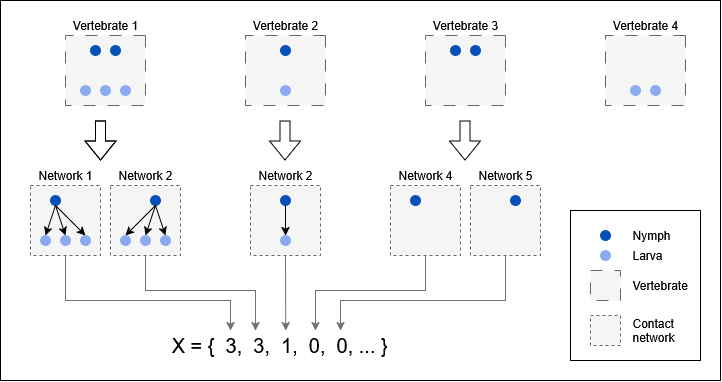 Vertebrate 1
Vertebrate 2
Vertebrate 3
Vertebrate 4
Network 1
Network 2
Network 2
Network 4
Network 5
Nymph
Larva
Vertebrate
Contact
network
X = { 3, 3, 1, 0, 0, ... }